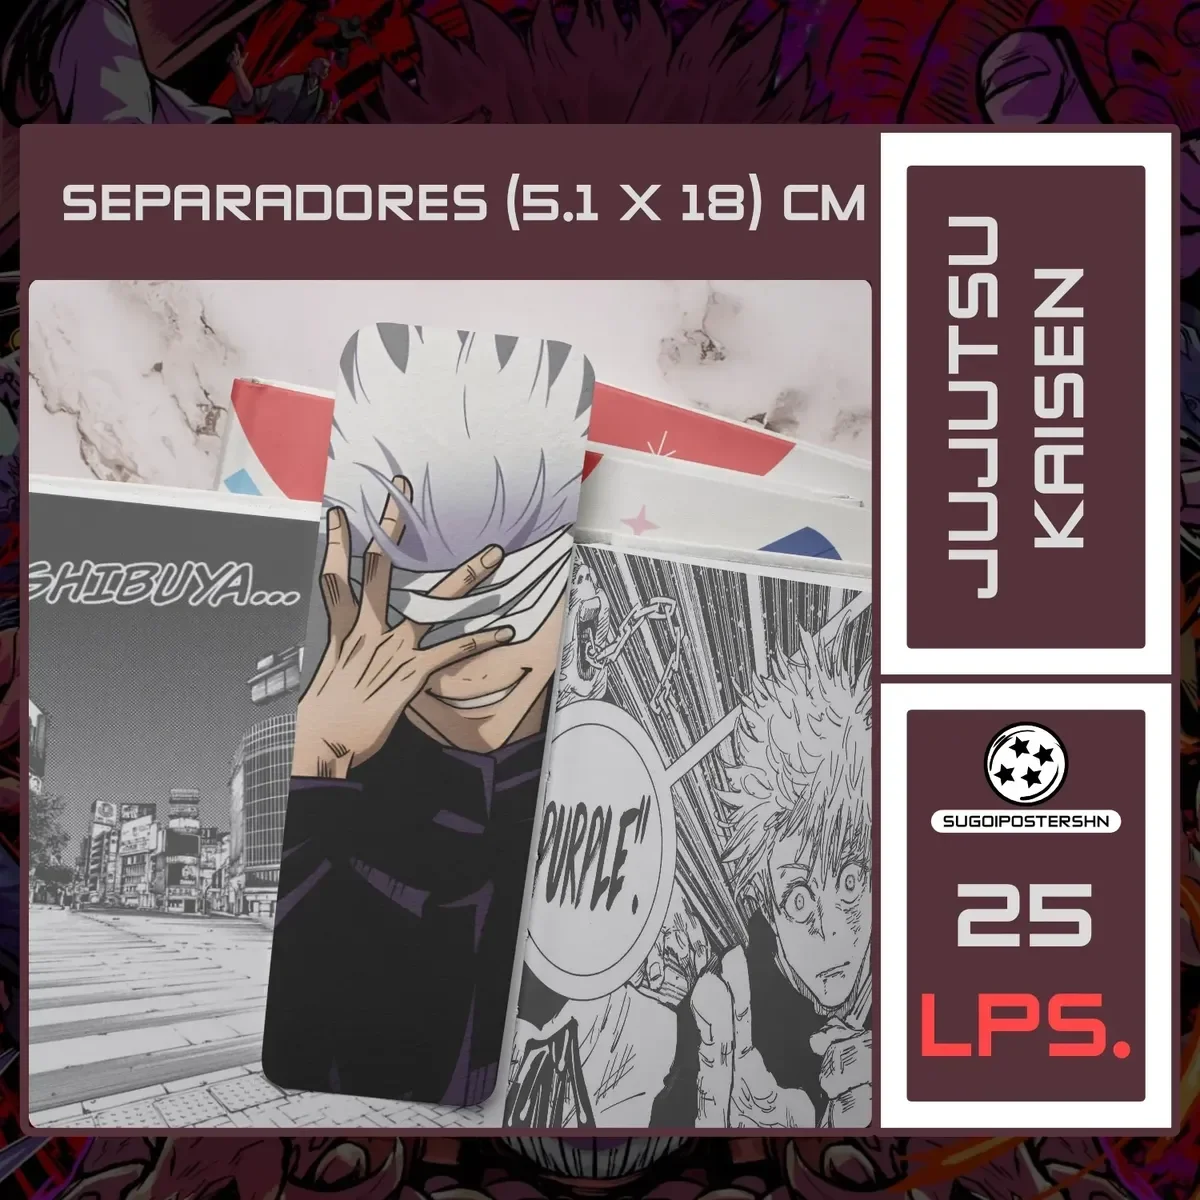 SEPARADORES (5.1 X 18) CM
JUJUTSU
KAISEN
SHIBUYA...
PURPLE".
SUGOIPOSTERSHN
25
LPS.